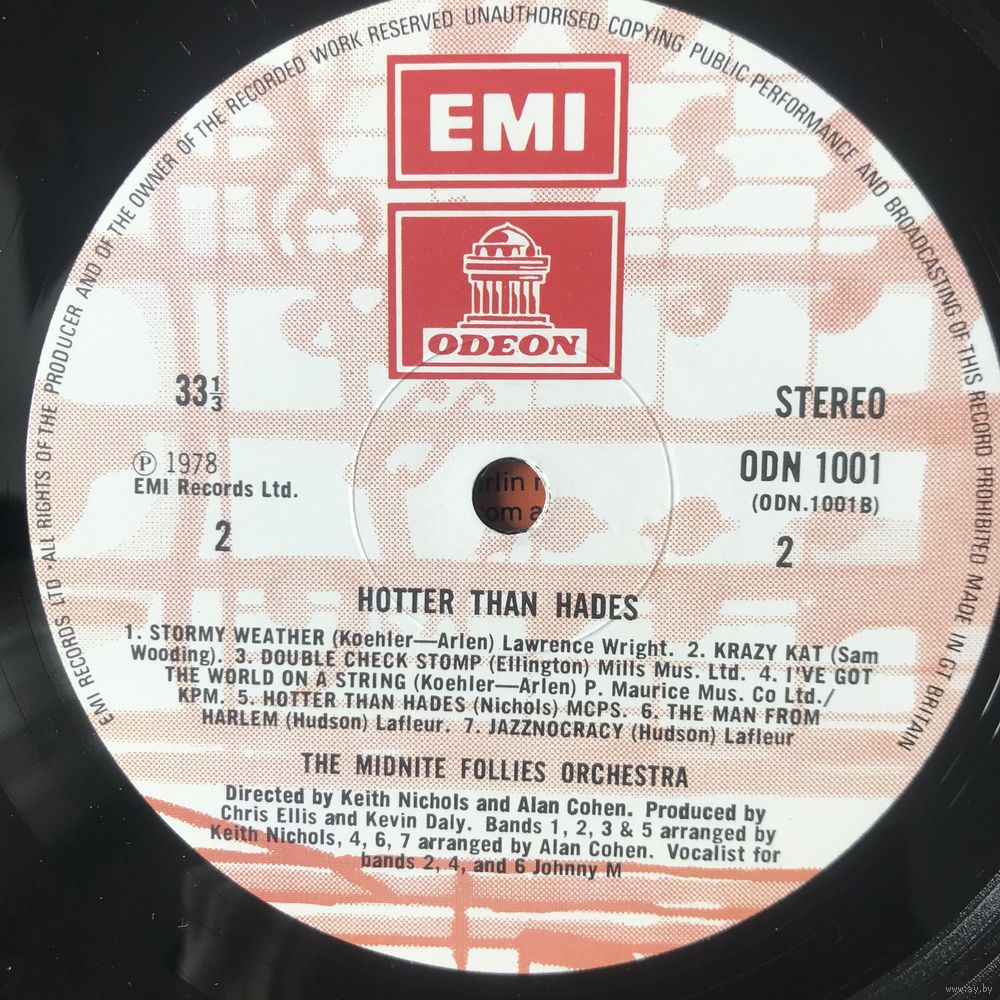 EMI RECORDS LTD · ALL RIGHTS OF THE PRODUCER AND OF THE OWNER OF THE RECORDED WORK RESERVED UNAUTHORISED COPYING PUBLIC PERFORMANCE AND BROADCASTING OF THIS RECORD PROHIBITED MADE IN GT BRITAIN
EMI
ODEON
33⅓
STEREO
Ⓟ 1978
EMI Records Ltd.
2
ODN 1001
(ODN.1001B)
2
rlin
om a
HOTTER THAN HADES
1. STORMY WEATHER (Koehler—Arlen) Lawrence Wright. 2. KRAZY KAT (Sam
Wooding). 3. DOUBLE CHECK STOMP (Ellington) Mills Mus. Ltd. 4. I'VE GOT
THE WORLD ON A STRING (Koehler—Arlen) P. Maurice Mus. Co Ltd./
KPM. 5. HOTTER THAN HADES (Nichols) MCPS. 6. THE MAN FROM
HARLEM (Hudson) Lafleur. 7. JAZZNOCRACY (Hudson) Lafleur
THE MIDNITE FOLLIES ORCHESTRA
Directed by Keith Nichols and Alan Cohen. Produced by
Chris Ellis and Kevin Daly. Bands 1, 2, 3 & 5 arranged by
Keith Nichols, 4, 6, 7 arranged by Alan Cohen. Vocalist for
bands 2, 4, and 6 Johnny M
www.ay.by